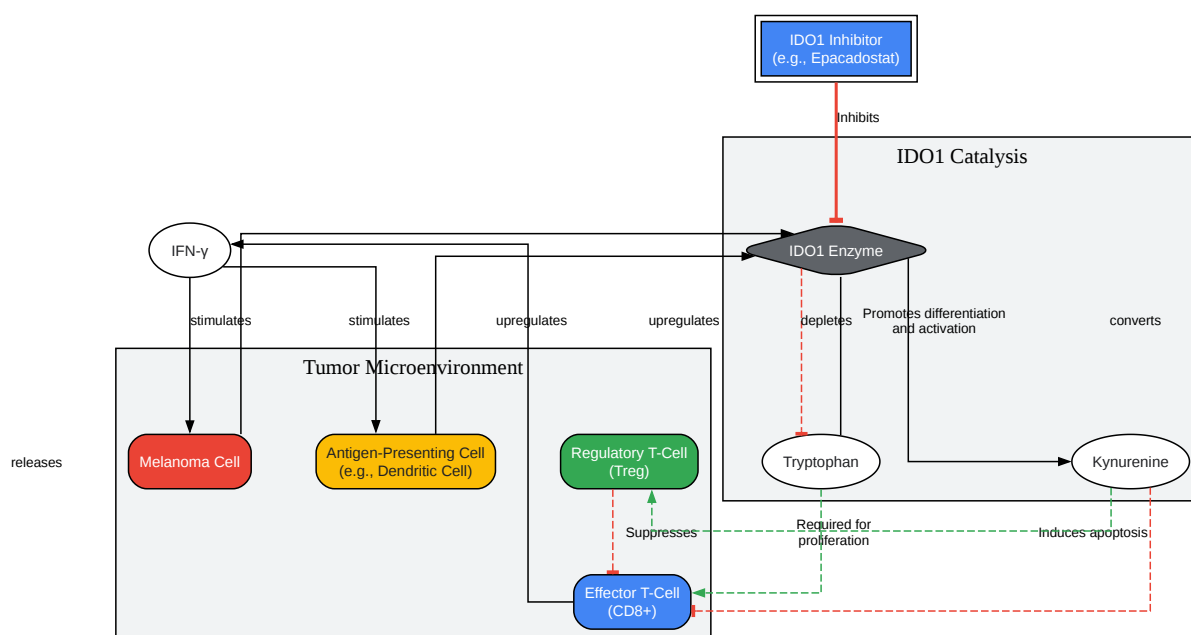 IDO1 Inhibitor
(e.g., Epacadostat)
Inhibits
IDO1 Catalysis
IFN-γ
IDO1 Enzyme
stimulates
stimulates
upregulates
upregulates
depletes
Promotes differentiation
and activation
converts
Tumor Microenvironment
releases
Melanoma Cell
Antigen-Presenting Cell
(e.g., Dendritic Cell)
Regulatory T-Cell
(Treg)
Tryptophan
Kynurenine
Suppresses
Required for
proliferation
Induces apoptosis
Effector T-Cell
(CD8+)